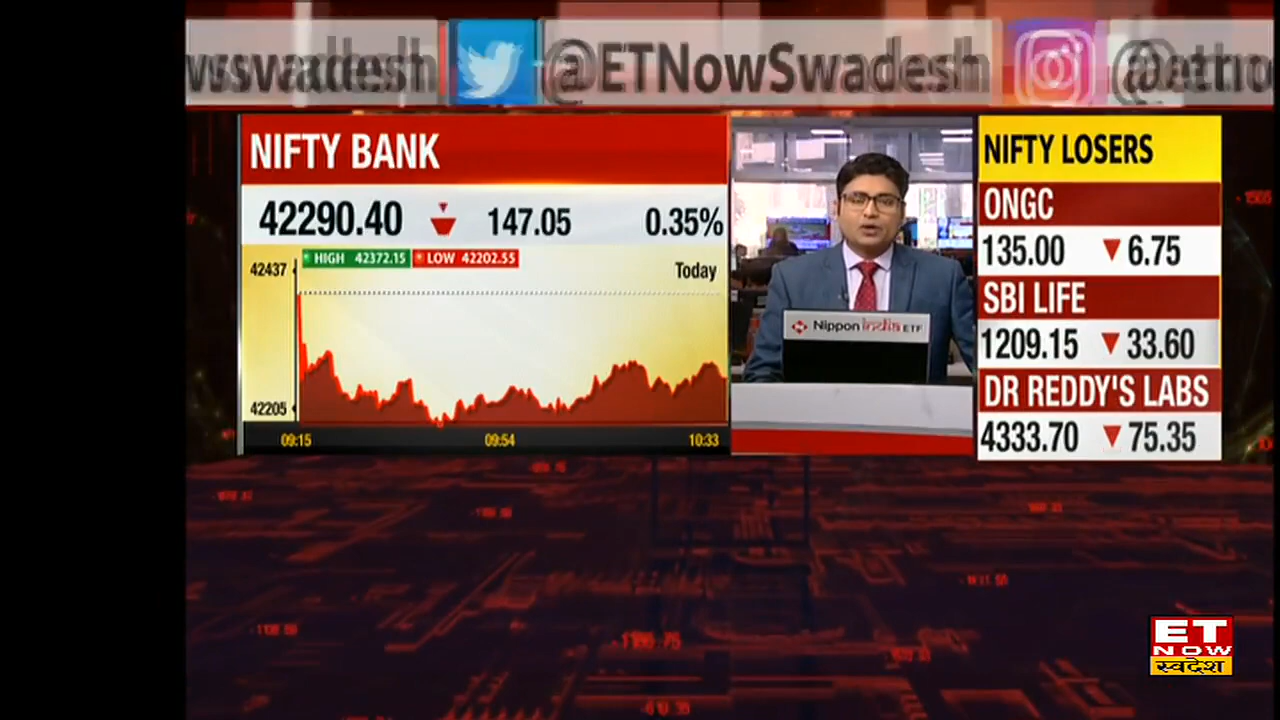 @ETNowSwadesh
NIFTY BANK
42290.40 147.05 0.35%
HIGH 42372.15 LOW 42202.55
Today
42437
42205
09:15 09:54 10:33
Nippon india ETF
NIFTY LOSERS
ONGC
135.00 6.75
SBI LIFE
1209.15 33.60
DR REDDY'S LABS
4333.70 75.35
ET
NOW
स्वदेश